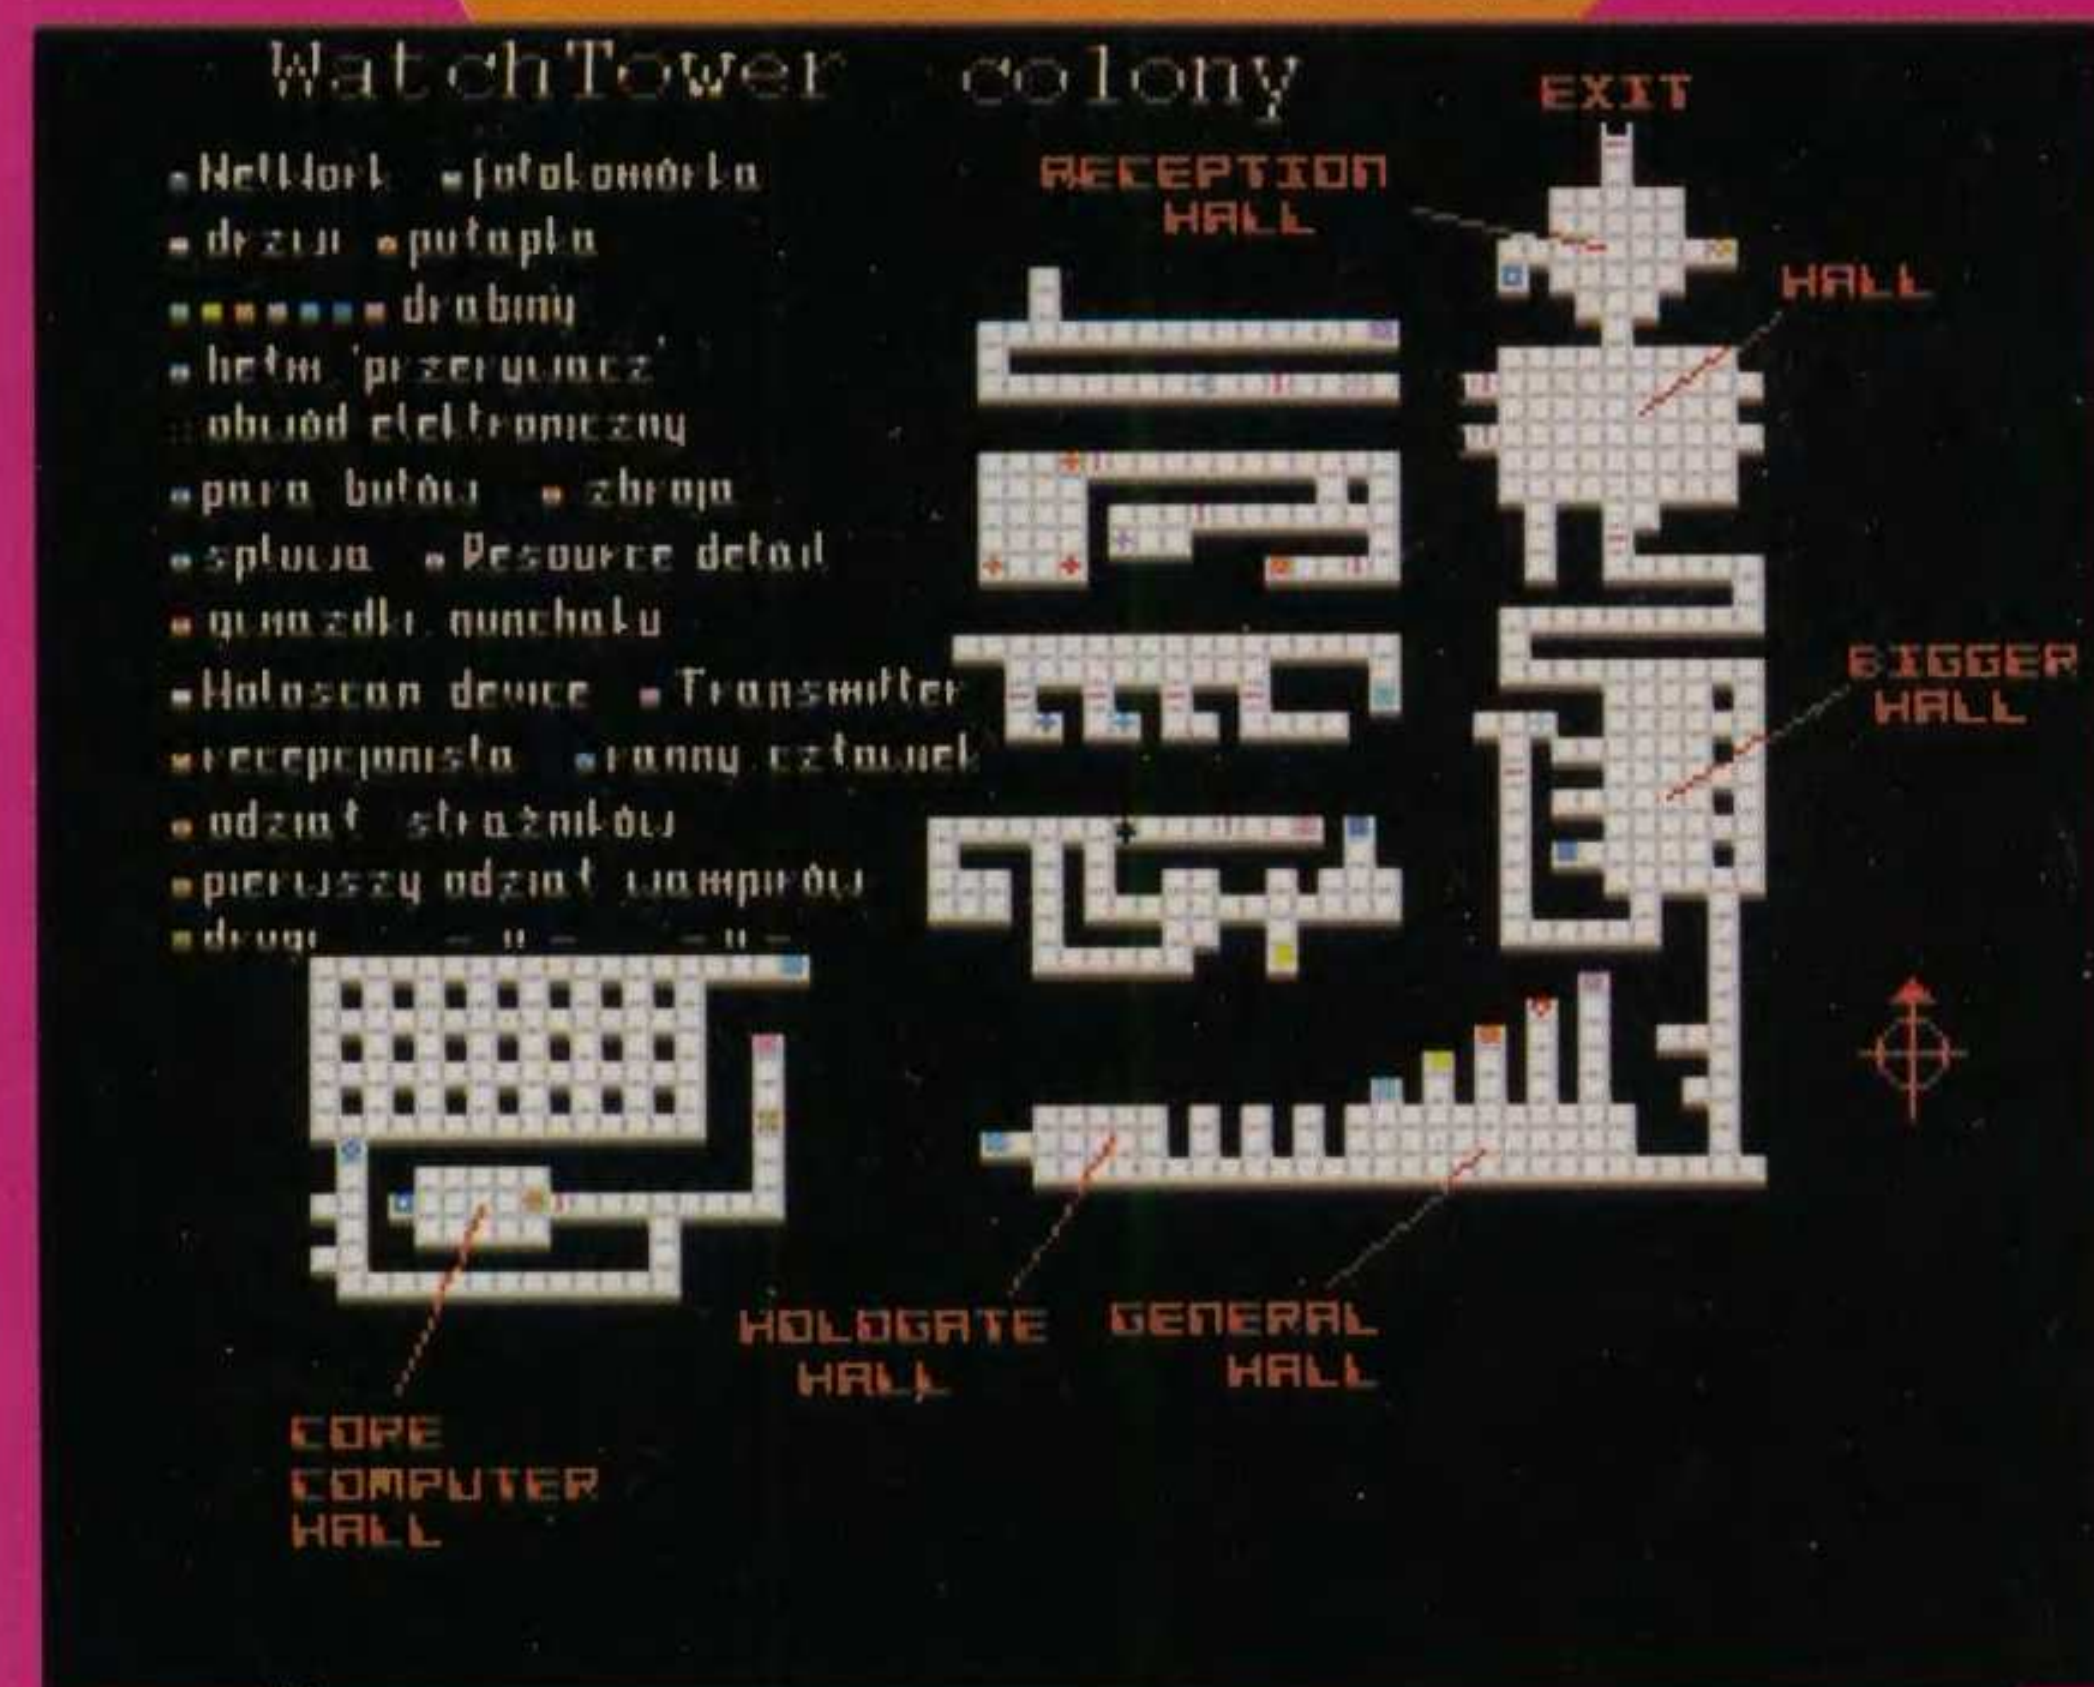 WatchTower colony
NetWork fotokomórka
drzwi pułapka
drabiny
hełm 'przerywacz'
obwód elektroniczny
para butów zbroja
spluwa Resource detail
gwiazdki nunchaku
Holoscan device Transmitter
recepcjonista ranny człowiek
odział strażników
pierwszy odział wampirów
drugi - " - - " -
EXIT
RECEPTION
HALL
HALL
BIGGER
HALL
HOLOGATE
HALL
GENERAL
HALL
CORE
COMPUTER
HALL